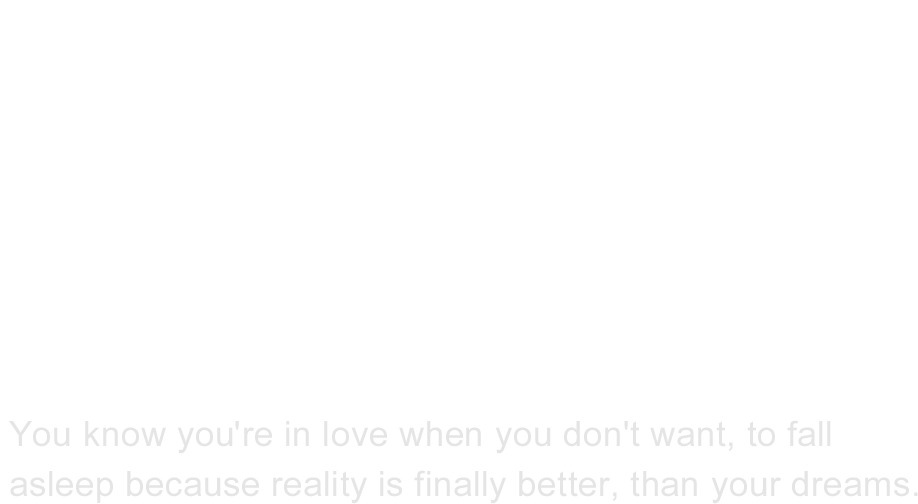 You know you're in love when you don't want, to fall
asleep because reality is finally better, than your dreams.